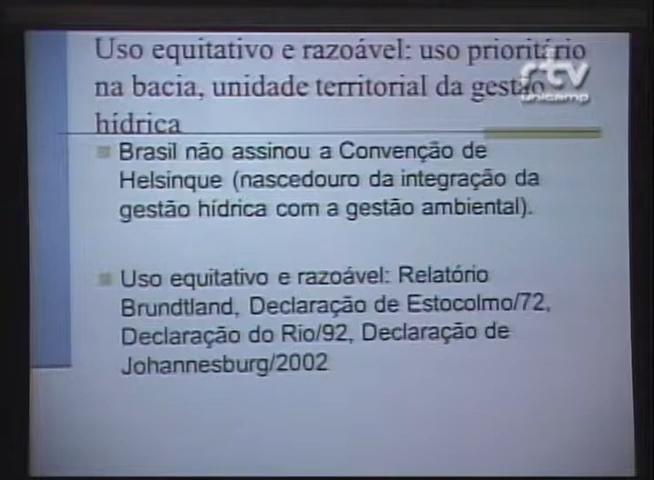 Uso equitativo e razoável: uso prioritário
na bacia, unidade territorial da gestão
hídrica
rtv
unicamp
Brasil não assinou a Convenção de
Helsinque (nascedouro da integração da
gestão hídrica com a gestão ambiental).
Uso equitativo e razoável: Relatório
Brundtland, Declaração de Estocolmo/72,
Declaração do Rio/92, Declaração de
Johannesburg/2002